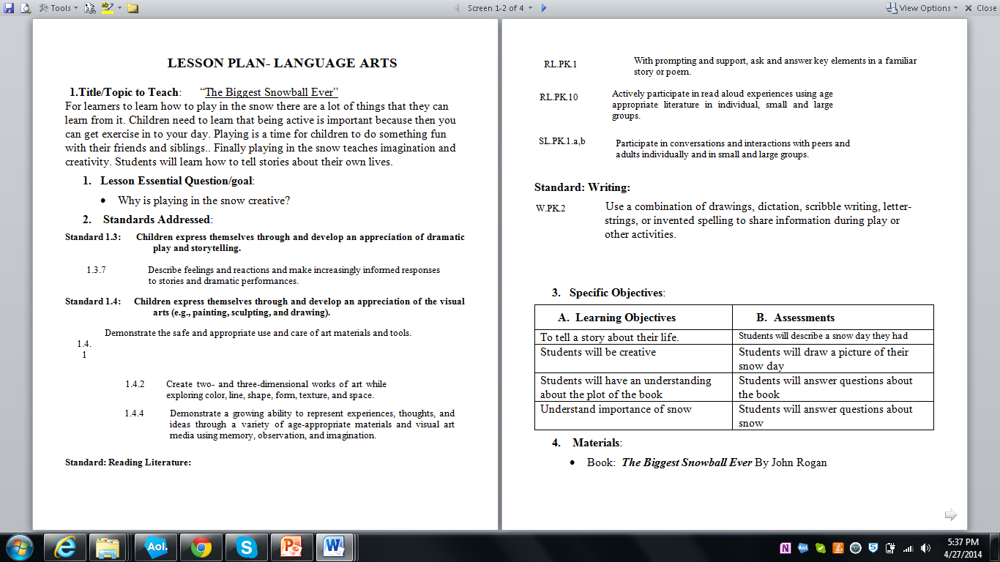 Tools
Screen 1-2 of 4
View Options
Close
LESSON PLAN- LANGUAGE ARTS
1.Title/Topic to Teach: “The Biggest Snowball Ever”
For learners to learn how to play in the snow there are a lot of things that they can
learn from it. Children need to learn that being active is important because then you
can get exercise in to your day. Playing is a time for children to do something fun
with their friends and siblings.. Finally playing in the snow teaches imagination and
creativity. Students will learn how to tell stories about their own lives.
1. Lesson Essential Question/goal:
• Why is playing in the snow creative?
2. Standards Addressed:
Standard 1.3: Children express themselves through and develop an appreciation of dramatic
play and storytelling.
1.3.7 Describe feelings and reactions and make increasingly informed responses
to stories and dramatic performances.
Standard 1.4: Children express themselves through and develop an appreciation of the visual
arts (e.g., painting, sculpting, and drawing).
Demonstrate the safe and appropriate use and care of art materials and tools.
1.4.
1
1.4.2 Create two- and three-dimensional works of art while
exploring color, line, shape, form, texture, and space.
1.4.4 Demonstrate a growing ability to represent experiences, thoughts, and
ideas through a variety of age-appropriate materials and visual art
media using memory, observation, and imagination.
Standard: Reading Literature:
RL.PK.1 With prompting and support, ask and answer key elements in a familiar
story or poem.
RL.PK.10 Actively participate in read aloud experiences using age
appropriate literature in individual, small and large
groups.
SL.PK.1.a,b Participate in conversations and interactions with peers and
adults individually and in small and large groups.
Standard: Writing:
W.PK.2 Use a combination of drawings, dictation, scribble writing, letter-
strings, or invented spelling to share information during play or
other activities.
3. Specific Objectives:
A. Learning Objectives B. Assessments
To tell a story about their life. Students will describe a snow day they had
Students will be creative Students will draw a picture of their
snow day
Students will have an understanding Students will answer questions about
about the plot of the book the book
Understand importance of snow Students will answer questions about
snow
4. Materials:
• Book: The Biggest Snowball Ever By John Rogan
Aol.
5:37 PM
4/27/2014